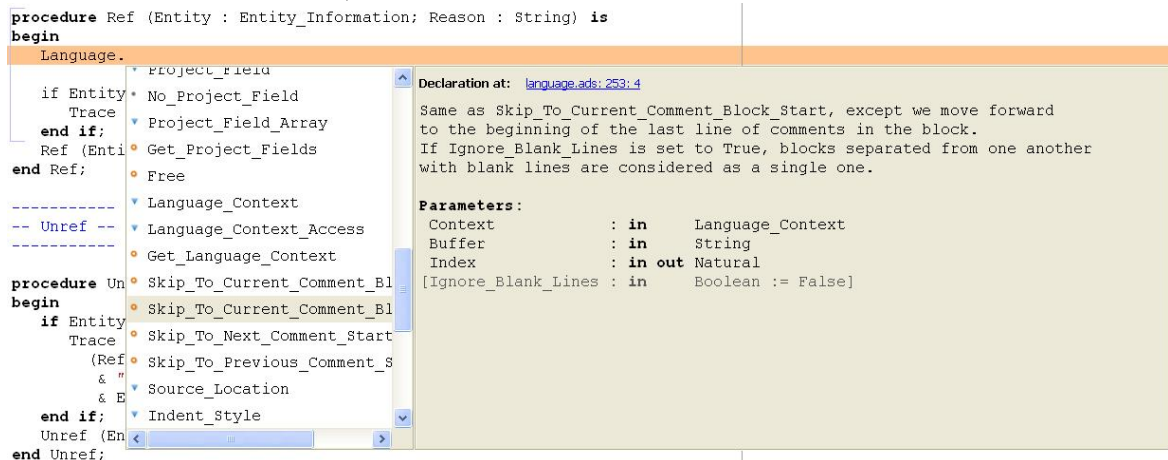 procedure Ref (Entity : Entity_Information; Reason : String) is
begin
Language.
Project_Field
if Entity
No_Project_Field
Trace
Project_Field_Array
end if;
Ref (Enti
Get_Project_Fields
end Ref;
Free
Language_Context
-----------
-- Unref --
-----------
Language_Context_Access
Get_Language_Context
procedure Un
Skip_To_Current_Comment_Bl
begin
Skip_To_Current_Comment_Bl
if Entity
Trace
Skip_To_Next_Comment_Start
(Ref
Skip_To_Previous_Comment_S
& "
& E
Source_Location
end if;
Indent_Style
Unref (En
end Unref;
Declaration at: language.ads: 253: 4
Same as Skip_To_Current_Comment_Block_Start, except we move forward
to the beginning of the last line of comments in the block.
If Ignore_Blank_Lines is set to True, blocks separated from one another
with blank lines are considered as a single one.
Parameters:
Context : in Language_Context
Buffer : in String
Index : in out Natural
[Ignore_Blank_Lines : in Boolean := False]